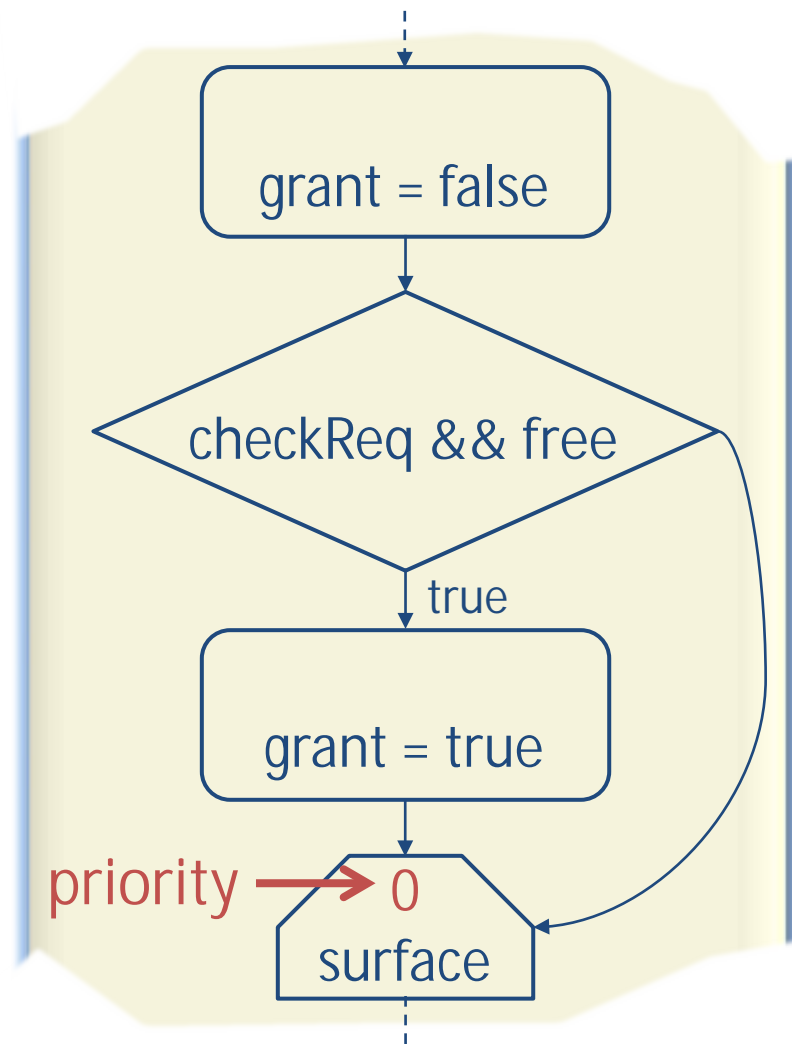 grant = false
checkReq && free
true
grant = true
priority 0
surface